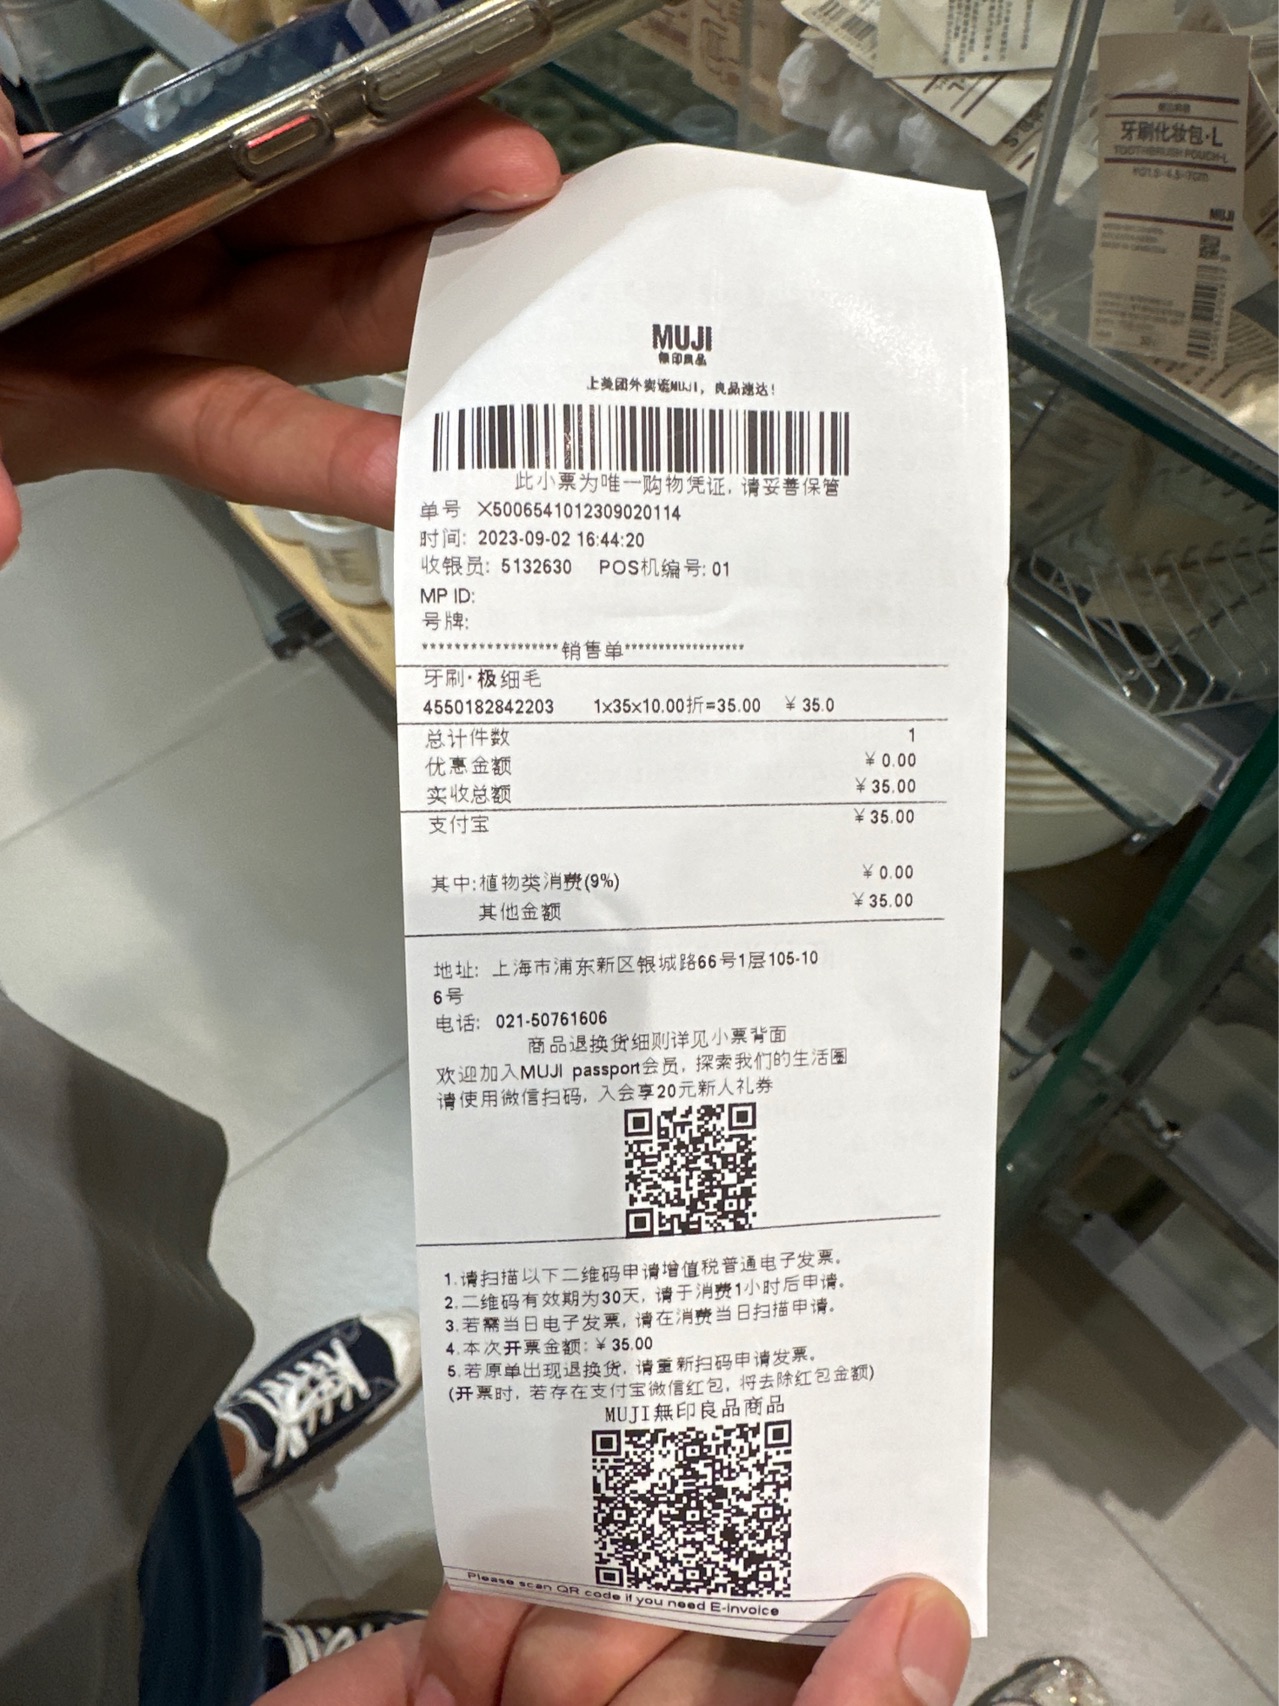 MUJI
無印良品
上美团外卖逛MUJI，良品速达！
此小票为唯一购物凭证，请妥善保管
单号 X5006541012309020114
时间: 2023-09-02 16:44:20
收银员: 5132630 POS机编号: 01
MP ID:
号牌:
*****************销售单*****************
牙刷·极细毛
4550182842203 1×35×10.00折=35.00 ¥ 35.0
总计件数 1
优惠金额 ¥ 0.00
实收总额 ¥ 35.00
支付宝 ¥ 35.00
其中:植物类消费(9%) ¥ 0.00
其他金额 ¥ 35.00
地址: 上海市浦东新区银城路66号1层105-10
6号
电话: 021-50761606
商品退换货细则详见小票背面
欢迎加入MUJI passport会员, 探索我们的生活圈
请使用微信扫码, 入会享20元新人礼券
1.请扫描以下二维码申请增值税普通电子发票。
2.二维码有效期为30天, 请于消费1小时后申请。
3.若需当日电子发票, 请在消费当日扫描申请。
4.本次开票金额: ¥ 35.00
5.若原单出现退换货, 请重新扫码申请发票。
(开票时, 若存在支付宝微信红包, 将去除红包金额)
MUJI無印良品商品
Please scan QR code if you need E-invoice
牙刷化妆包·L
TOOTHBRUSH POUCH-L
MUJI